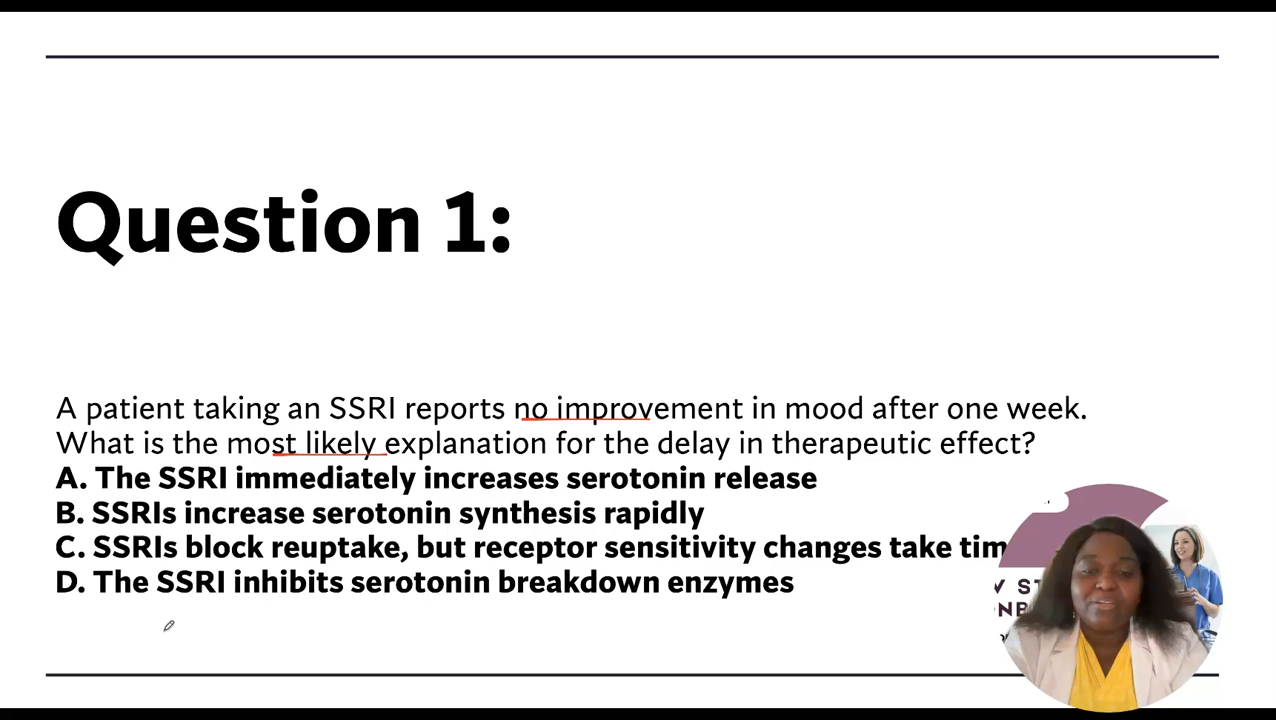 Question 1:
A patient taking an SSRI reports no improvement in mood after one week.
What is the most likely explanation for the delay in therapeutic effect?
A. The SSRI immediately increases serotonin release
B. SSRIs increase serotonin synthesis rapidly
C. SSRIs block reuptake, but receptor sensitivity changes take tim
D. The SSRI inhibits serotonin breakdown enzymes